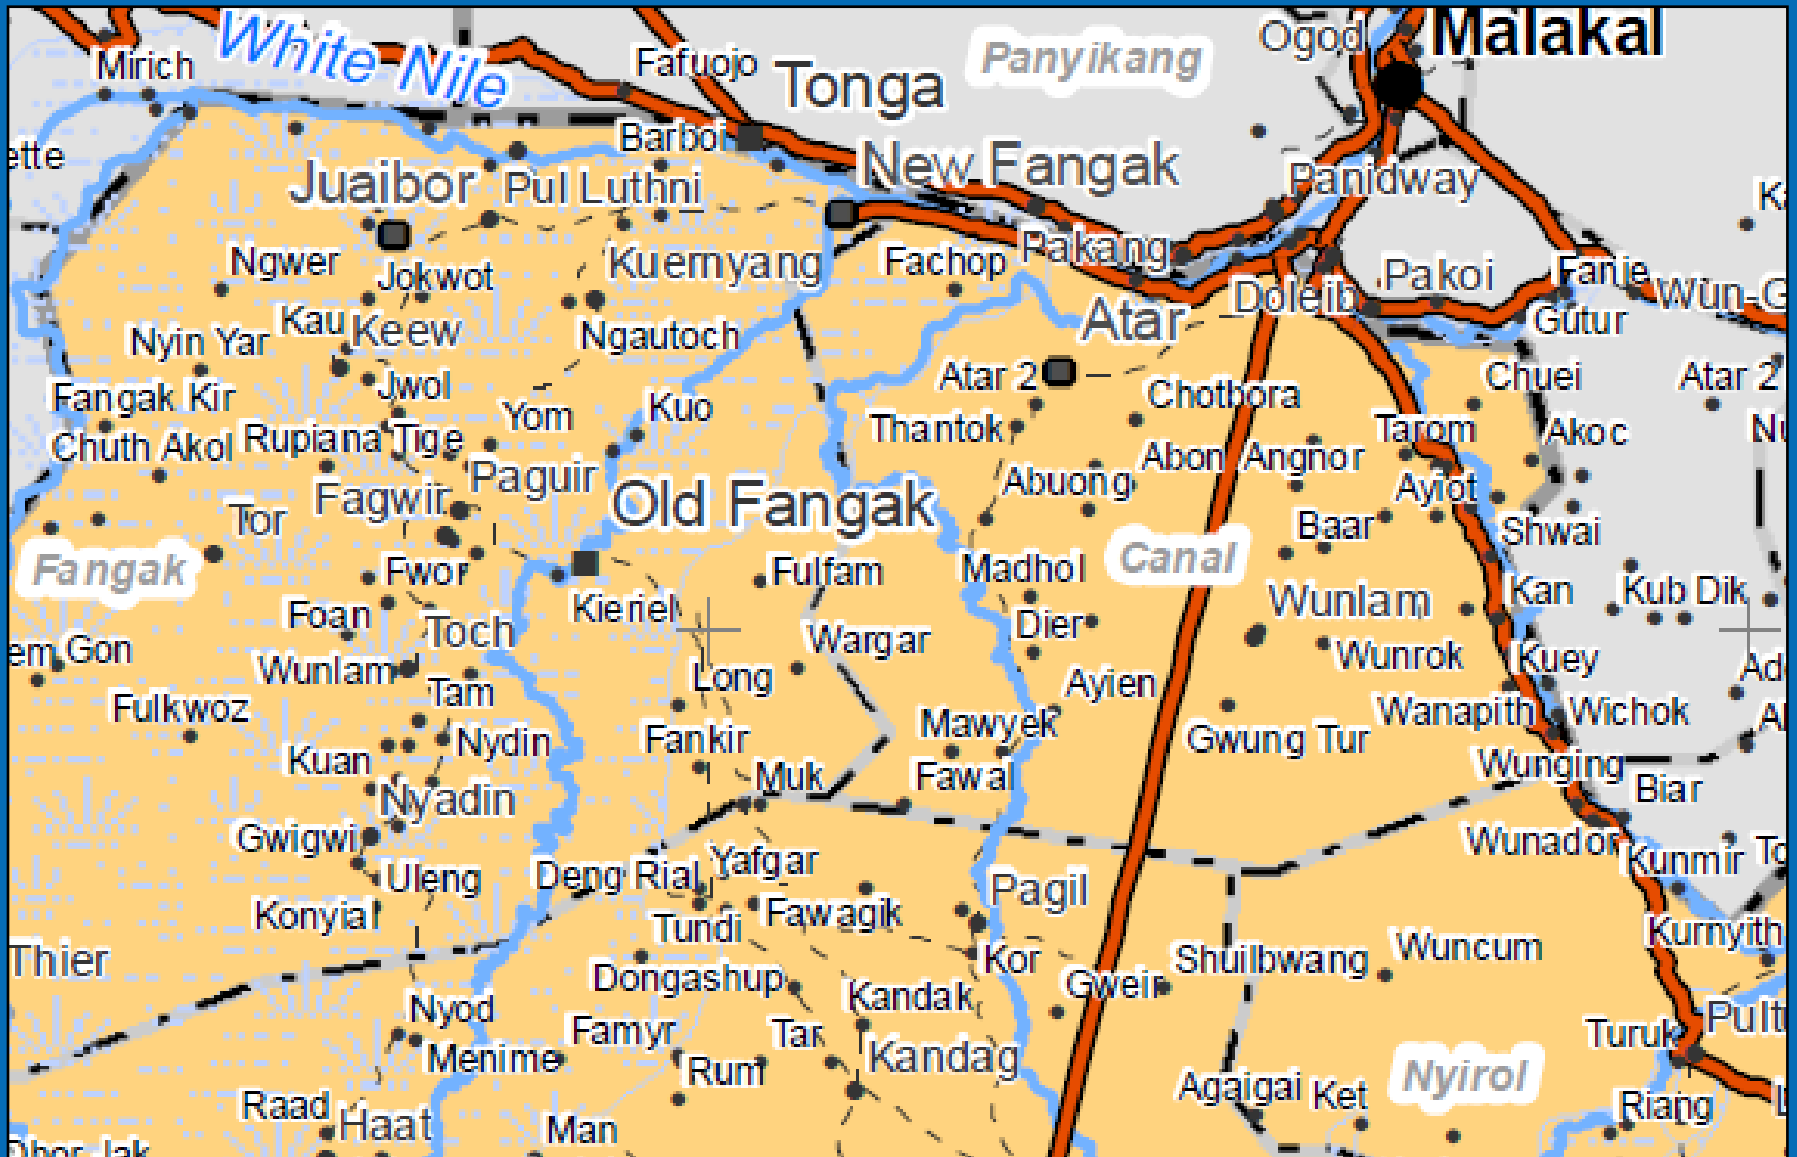 Ogod
Malakal
White Nile
Mirich
Fafuojo
Panyikang
Tonga
Barboi
ette
New Fangak
Juaibor
Pul Luthni
Panidway
Ngwer
Jokwot
Kuernyang
Fachop
Pakang
Pakoi
Fanje
Doleib
Wün-G
Kau
Keew
Nyin Yar
Ngautoch
Atar
Gutur
Jwol
Atar 2
Chuei
Atar 2
Fangak Kir
Chotbora
Yom
Kuo
Thantok
Tarom
Akoc
Chuth Akol
Rupiana
Tige
Abon
Anghor
Paguir
Abuong
Ayiot
Fagwir
Old Fangak
Tor
Baar
Shwai
Fangak
Fwor
Fulfam
Madhol
Canal
Kan
Kub Dik
Foan
Toch
Kieriel
Dier
Wunlam
em Gon
Wargar
Wunrok
Kuey
Wunlam
Tam
Long
Ayien
Fulkwoz
Wanapith
Wichok
Nydin
Fankir
Mawyek
Gwung Tur
Kuan
Muk
Fawal
Wunging
Biar
Nyadin
Gwigwi
Wunador
Uleng
Deng Rial
Yafgar
Kunmir
Pagil
Konyial
Tundi
Fawagik
Kurnyith
Thier
Kor
Shuilbwang
Wuncum
Dongashup
Gweir
Nyod
Kandak
Famyr
Tar
Turuk
Menime
Rum
Kandag
Nyirol
Agaigai
Ket
Raad
Haat
Man
Riang